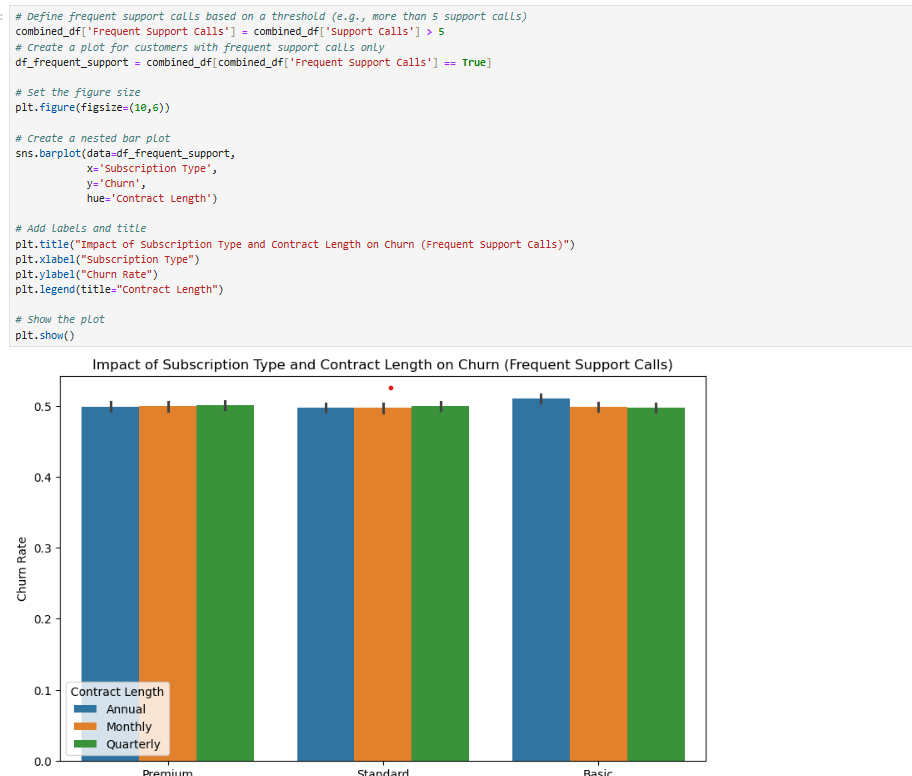 # Define frequent support calls based on a threshold (e.g., more than 5 support calls)
combined_df['Frequent Support Calls'] = combined_df['Support Calls'] > 5
# Create a plot for customers with frequent support calls only
df_frequent_support = combined_df[combined_df['Frequent Support Calls'] == True]
# Set the figure size
plt.figure(figsize=(10,6))
# Create a nested bar plot
sns.barplot(data=df_frequent_support,
x='Subscription Type',
y='Churn',
hue='Contract Length')
# Add labels and title
plt.title("Impact of Subscription Type and Contract Length on Churn (Frequent Support Calls)")
plt.xlabel("Subscription Type")
plt.ylabel("Churn Rate")
plt.legend(title="Contract Length")
# Show the plot
plt.show()
Impact of Subscription Type and Contract Length on Churn (Frequent Support Calls)
0.5
0.4
0.3
0.2
0.1
0.0
Churn Rate
Contract Length
Annual
Monthly
Quarterly
Premium
Standard
Basic